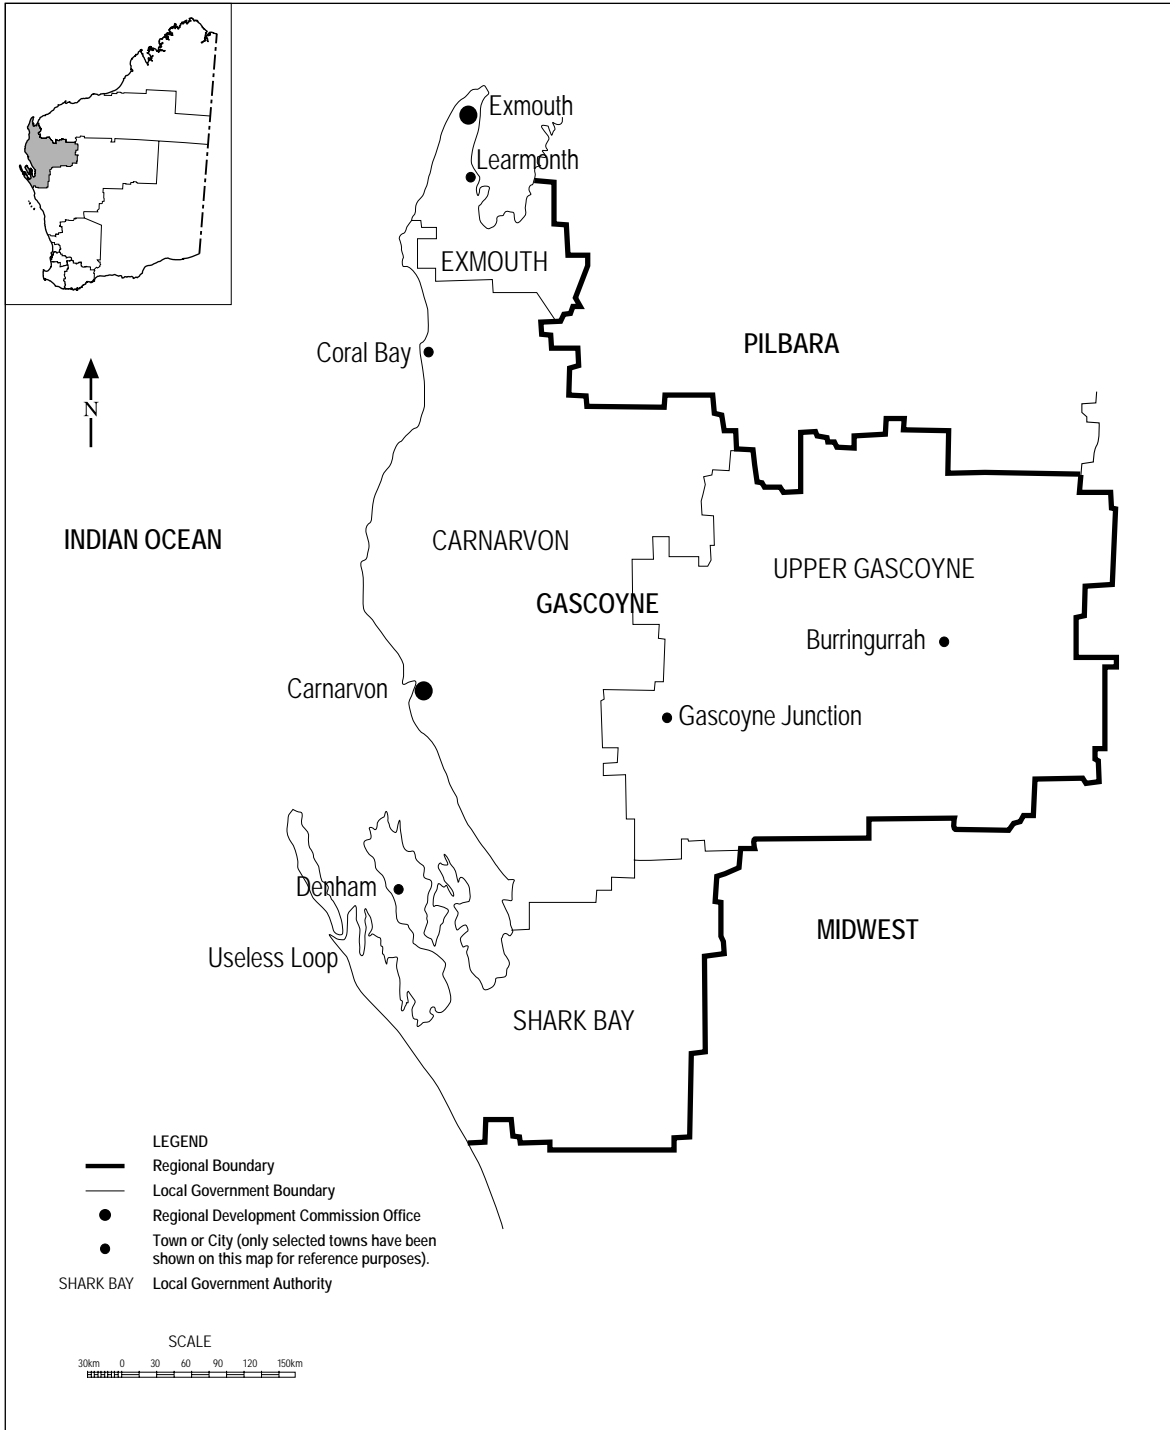 Exmouth
Learmonth
EXMOUTH
PILBARA
Coral Bay
N
INDIAN OCEAN
CARNARVON
UPPER GASCOYNE
GASCOYNE
Burringurrah
Carnarvon
Gascoyne Junction
Denham
MIDWEST
Useless Loop
SHARK BAY
LEGEND
Regional Boundary
Local Government Boundary
Regional Development Commission Office
Town or City (only selected towns have been
shown on this map for reference purposes).
SHARK BAY Local Government Authority
SCALE
30km 0 30 60 90 120 150km